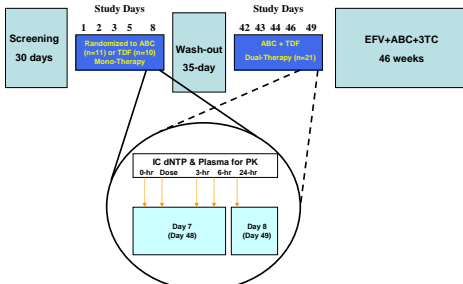 Study Days
1 2 3 5 8
Study Days
42 43 44 46 49
Screening
30 days
Randomized to ABC
(n=11) or TDF (n=10)
Mono-Therapy
Wash-out
35-day
ABC + TDF
Dual-Therapy (n=21)
EFV+ABC+3TC
46 weeks
IC dNTP & Plasma for PK
0-hr Dose 3-hr 6-hr 24-hr
Day 7
(Day 48)
Day 8
(Day 49)